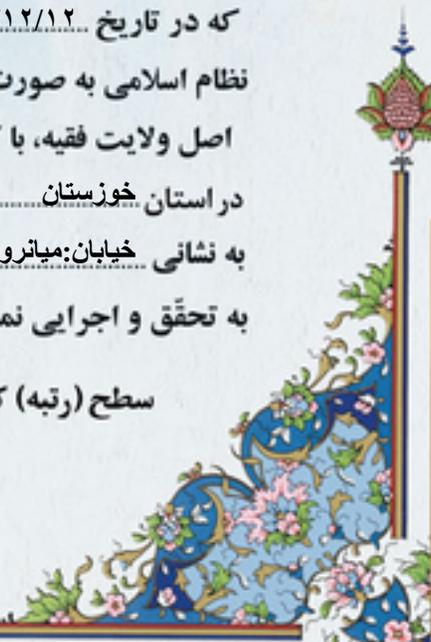 که در تاریخ ۱۲/۱۲/
نظام اسلامی به صورت
اصل ولایت فقیه، با
در استان خوزستان
به نشانی خیابان:میانرو
به تحقّق و اجرایی نم
سطح (رتبه)